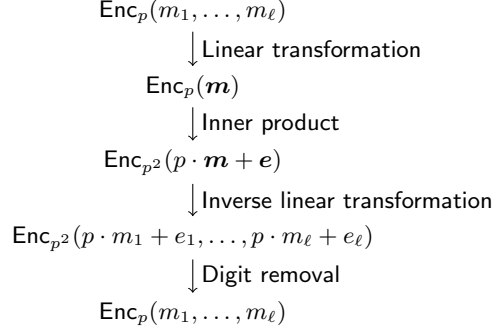 Enc_p(m_1, ..., m_ℓ)
Linear transformation
Enc_p(𝒎)
Inner product
Enc_{p^2}(p · 𝒎 + 𝒆)
Inverse linear transformation
Enc_{p^2}(p · m_1 + e_1, ..., p · m_ℓ + e_ℓ)
Digit removal
Enc_p(m_1, ..., m_ℓ)